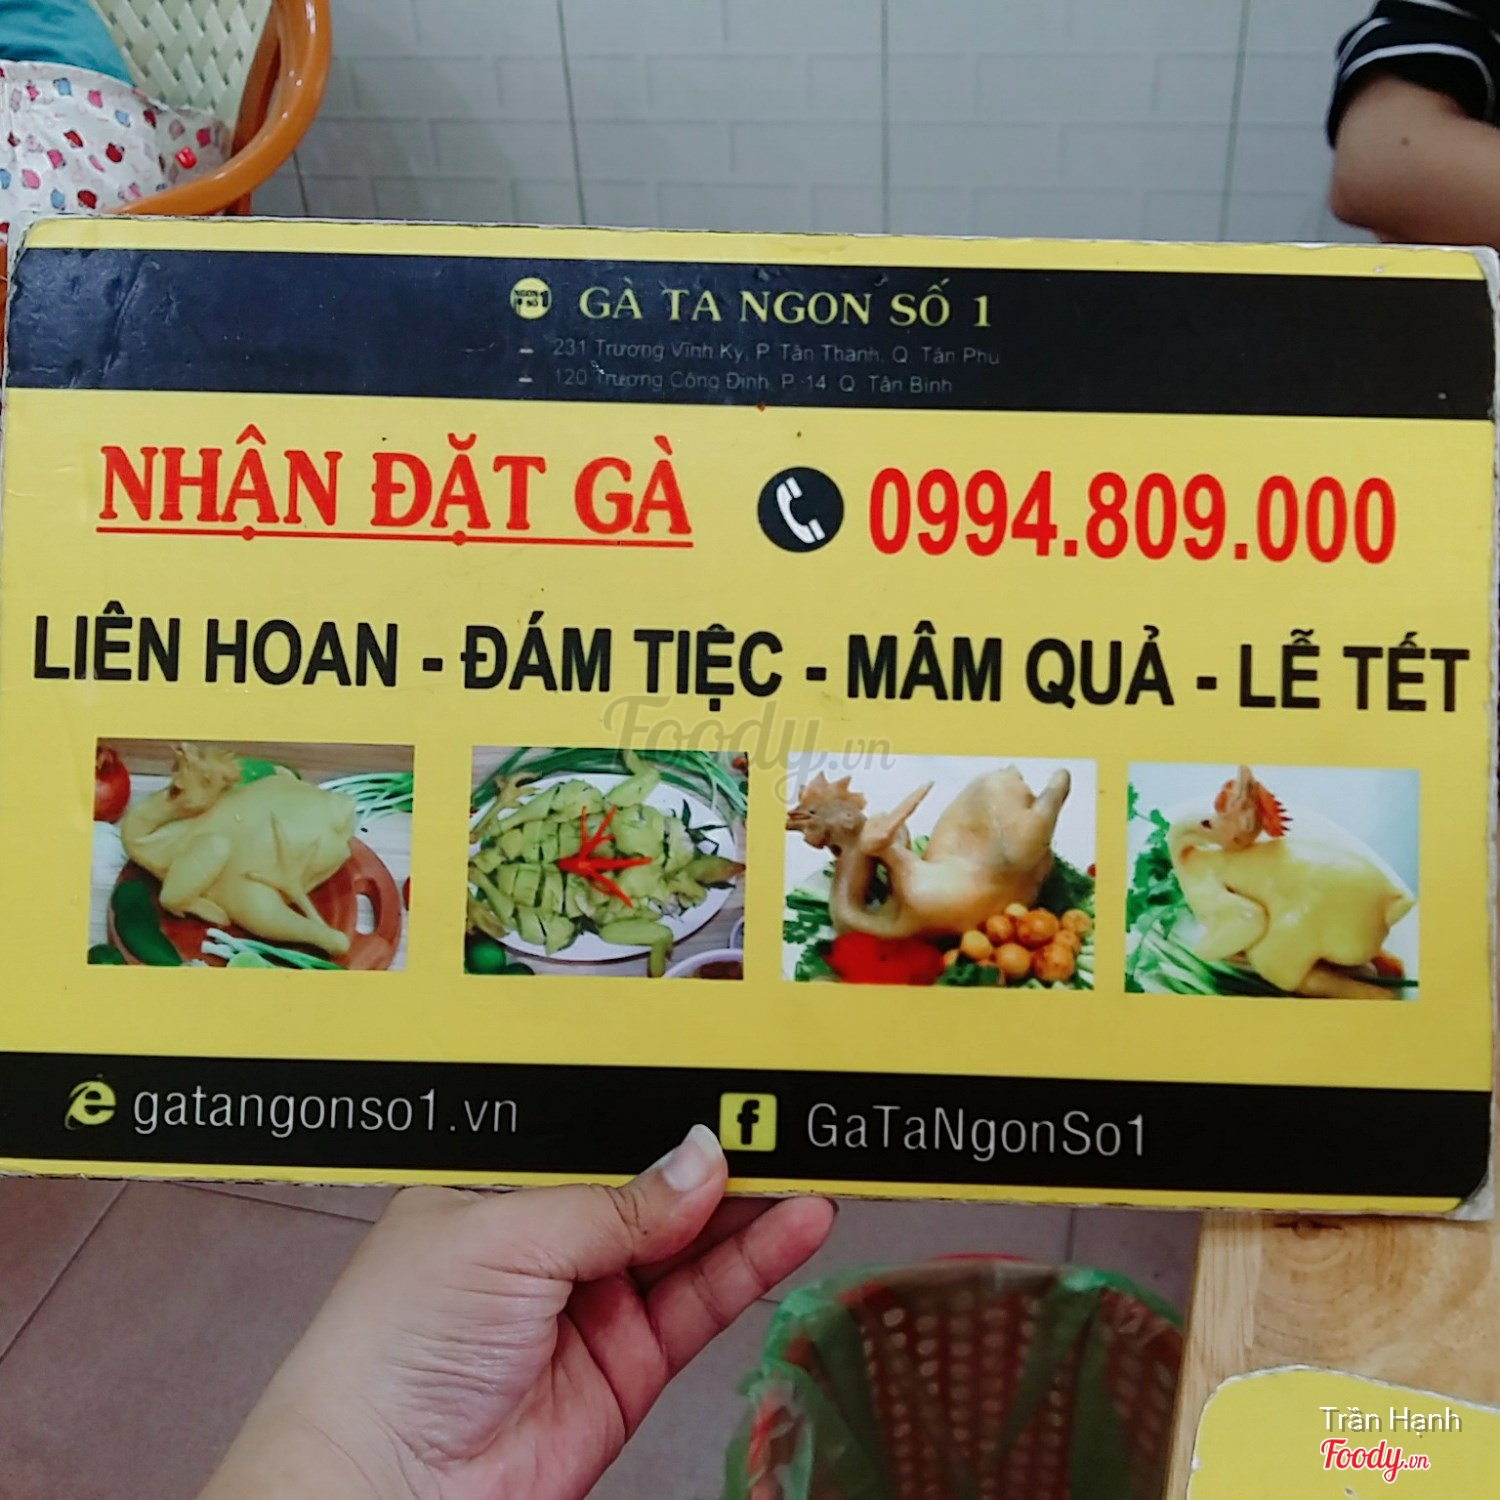 GÀ TA NGON SỐ 1
- 231 Trương Vĩnh Ký, P. Tân Thành, Q. Tân Phú
- 120 Trương Công Định, P. 14, Q. Tân Bình
NHẬN ĐẶT GÀ 0994.809.000
LIÊN HOAN - ĐÁM TIỆC - MÂM QUẢ - LỄ TẾT
Foody.vn
gatangonso1.vn GaTaNgonSo1
Trần Hạnh
Foody.vn